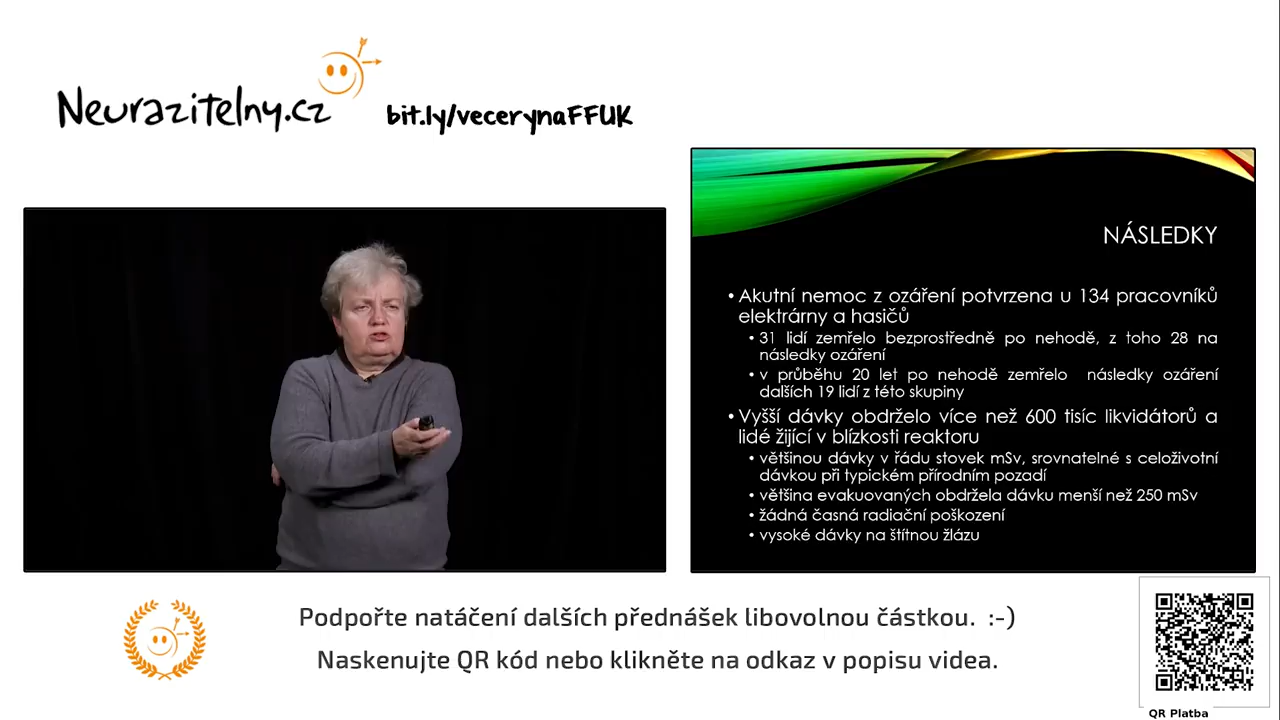 Neurazitelny.cz
bit.ly/vecerynaFFUK
NÁSLEDKY
• Akutní nemoc z ozáření potvrzena u 134 pracovníků
elektrárny a hasičů
• 31 lidí zemřelo bezprostředně po nehodě, z toho 28 na
následky ozáření
• v průběhu 20 let po nehodě zemřelo následky ozáření
dalších 19 lidí z této skupiny
• Vyšší dávky obdrželo více než 600 tisíc likvidátorů a
lidé žijící v blízkosti reaktoru
• většinou dávky v řádu stovek mSv, srovnatelné s celoživotní
dávkou při typickém přírodním pozadí
• většina evakuovaných obdržela dávku menší než 250 mSv
• žádná časná radiační poškození
• vysoké dávky na štítnou žlázu
Podpořte natáčení dalších přednášek libovolnou částkou. :-)
Naskenujte QR kód nebo klikněte na odkaz v popisu videa.
QR Platba